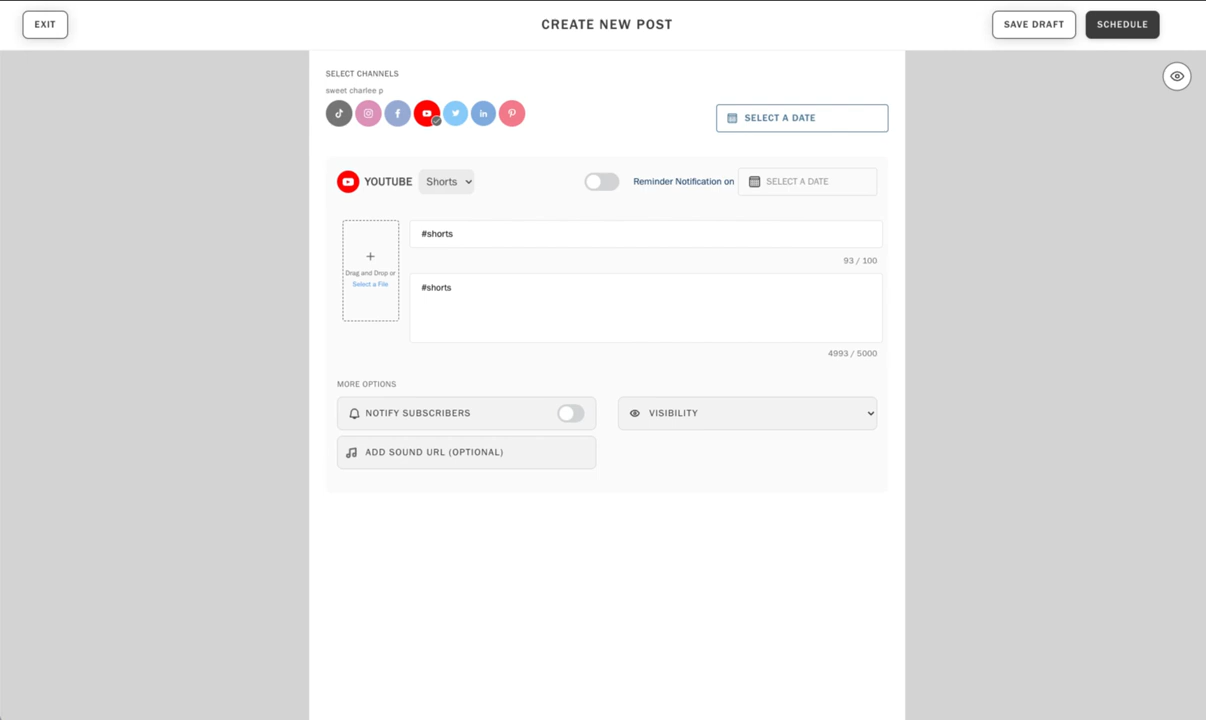 EXIT
CREATE NEW POST
SAVE DRAFT
SCHEDULE
SELECT CHANNELS
sweet charlee p
SELECT A DATE
YOUTUBE
Shorts
Reminder Notification on
SELECT A DATE
#shorts
93 / 100
Drag and Drop or
Select a File
#shorts
4993 / 5000
MORE OPTIONS
NOTIFY SUBSCRIBERS
VISIBILITY
ADD SOUND URL (OPTIONAL)